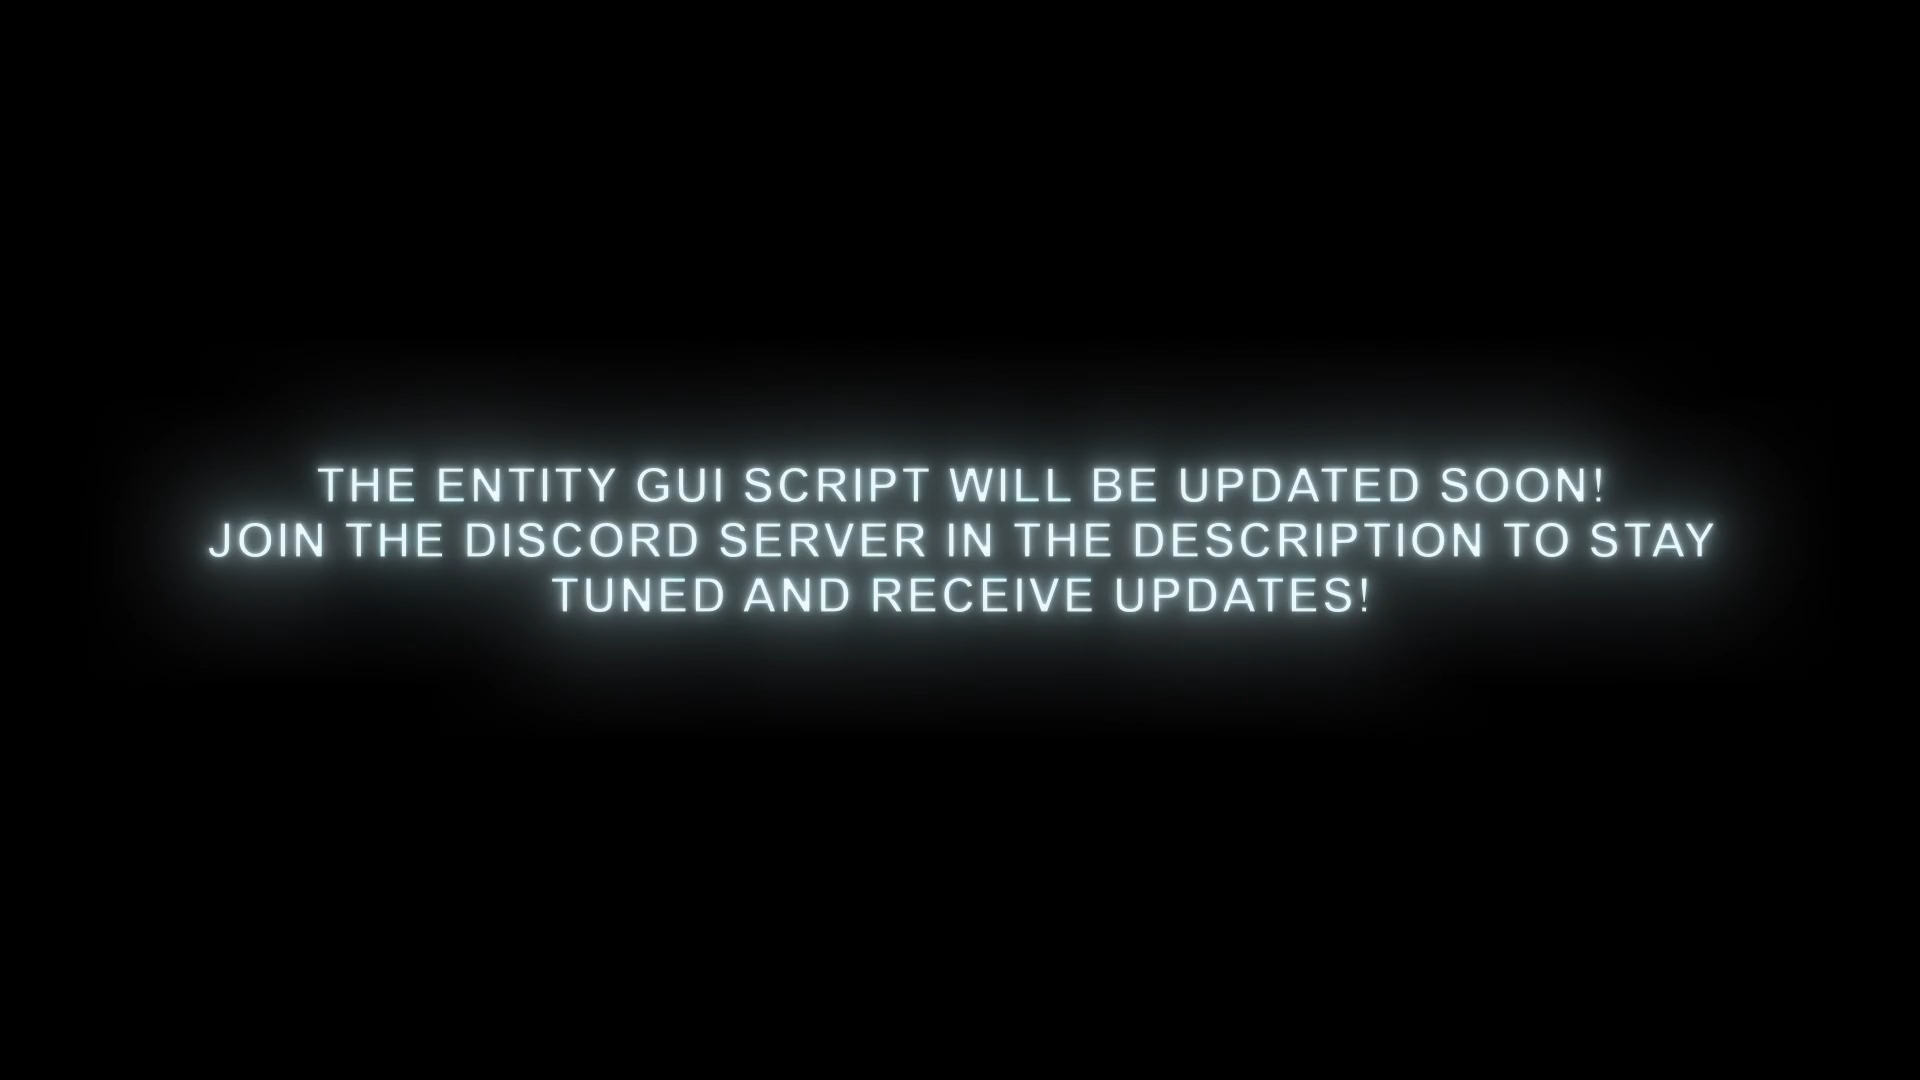 THE ENTITY GUI SCRIPT WILL BE UPDATED SOON!
JOIN THE DISCORD SERVER IN THE DESCRIPTION TO STAY
TUNED AND RECEIVE UPDATES!